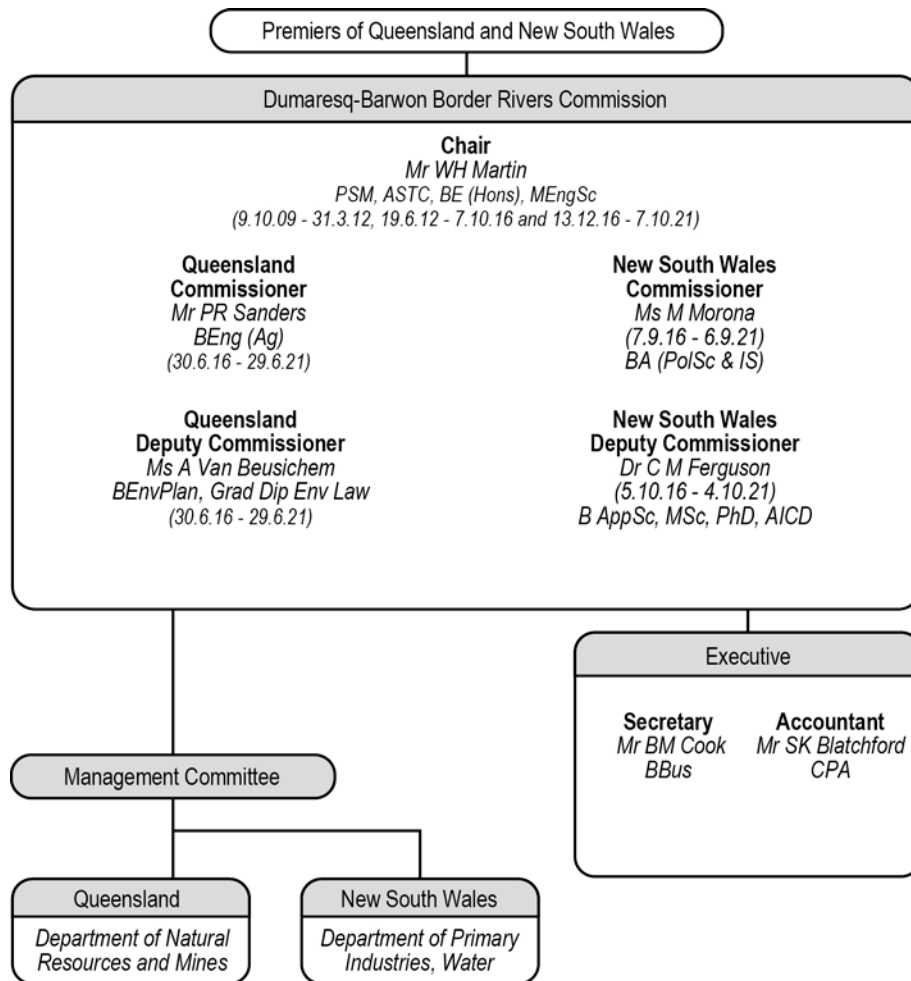 Premiers of Queensland and New South Wales
Dumaresq-Barwon Border Rivers Commission
Chair
Mr WH Martin
PSM, ASTC, BE (Hons), MEngSc
(9.10.09 - 31.3.12, 19.6.12 - 7.10.16 and 13.12.16 - 7.10.21)
Queensland
Commissioner
Mr PR Sanders
BEng (Ag)
(30.6.16 - 29.6.21)
New South Wales
Commissioner
Ms M Morona
(7.9.16 - 6.9.21)
BA (PolSc & IS)
Queensland
Deputy Commissioner
Ms A Van Beusichem
BEnvPlan, Grad Dip Env Law
(30.6.16 - 29.6.21)
New South Wales
Deputy Commissioner
Dr C M Ferguson
(5.10.16 - 4.10.21)
B AppSc, MSc, PhD, AICD
Executive
Secretary
Mr BM Cook
BBus
Accountant
Mr SK Blatchford
CPA
Management Committee
Queensland
Department of Natural
Resources and Mines
New South Wales
Department of Primary
Industries, Water